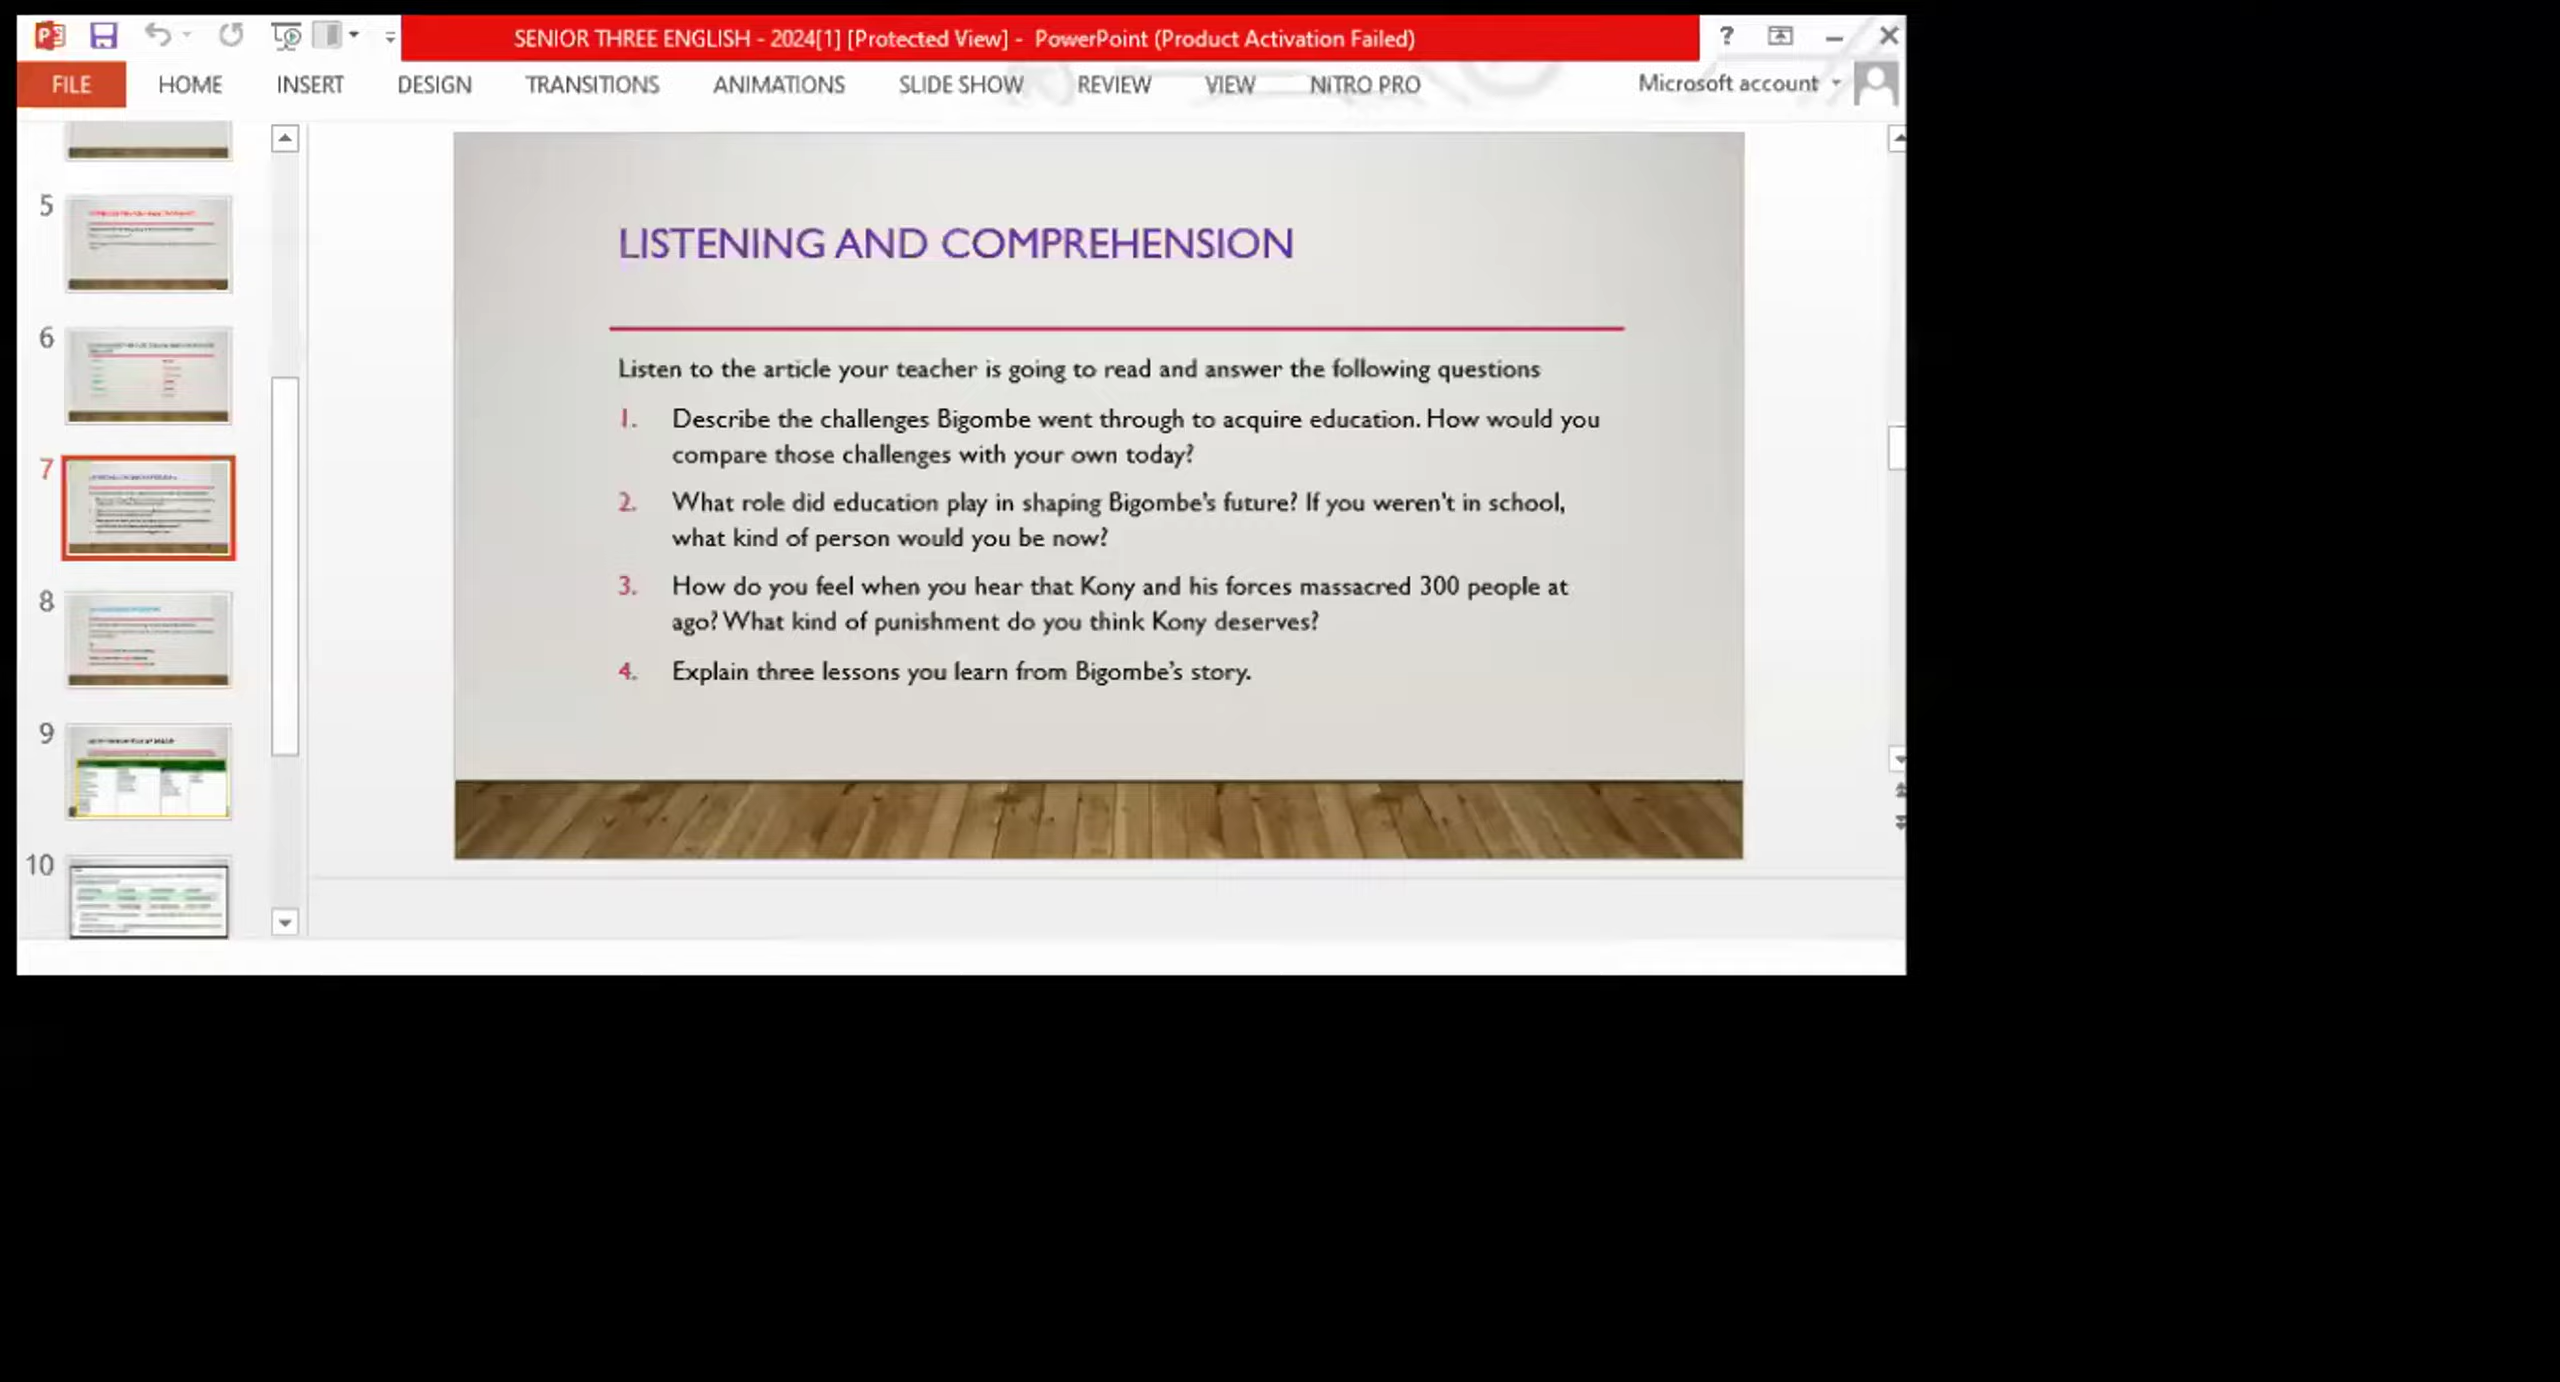 SENIOR THREE ENGLISH - 2024[1] [Protected View] - PowerPoint (Product Activation Failed)
?
FILE HOME INSERT DESIGN TRANSITIONS ANIMATIONS SLIDE SHOW REVIEW VIEW NITRO PRO Microsoft account
5
6
7
8
9
10
LISTENING AND COMPREHENSION
Listen to the article your teacher is going to read and answer the following questions
1. Describe the challenges Bigombe went through to acquire education. How would you
compare those challenges with your own today?
2. What role did education play in shaping Bigombe's future? If you weren't in school,
what kind of person would you be now?
3. How do you feel when you hear that Kony and his forces massacred 300 people at
ago? What kind of punishment do you think Kony deserves?
4. Explain three lessons you learn from Bigombe's story.